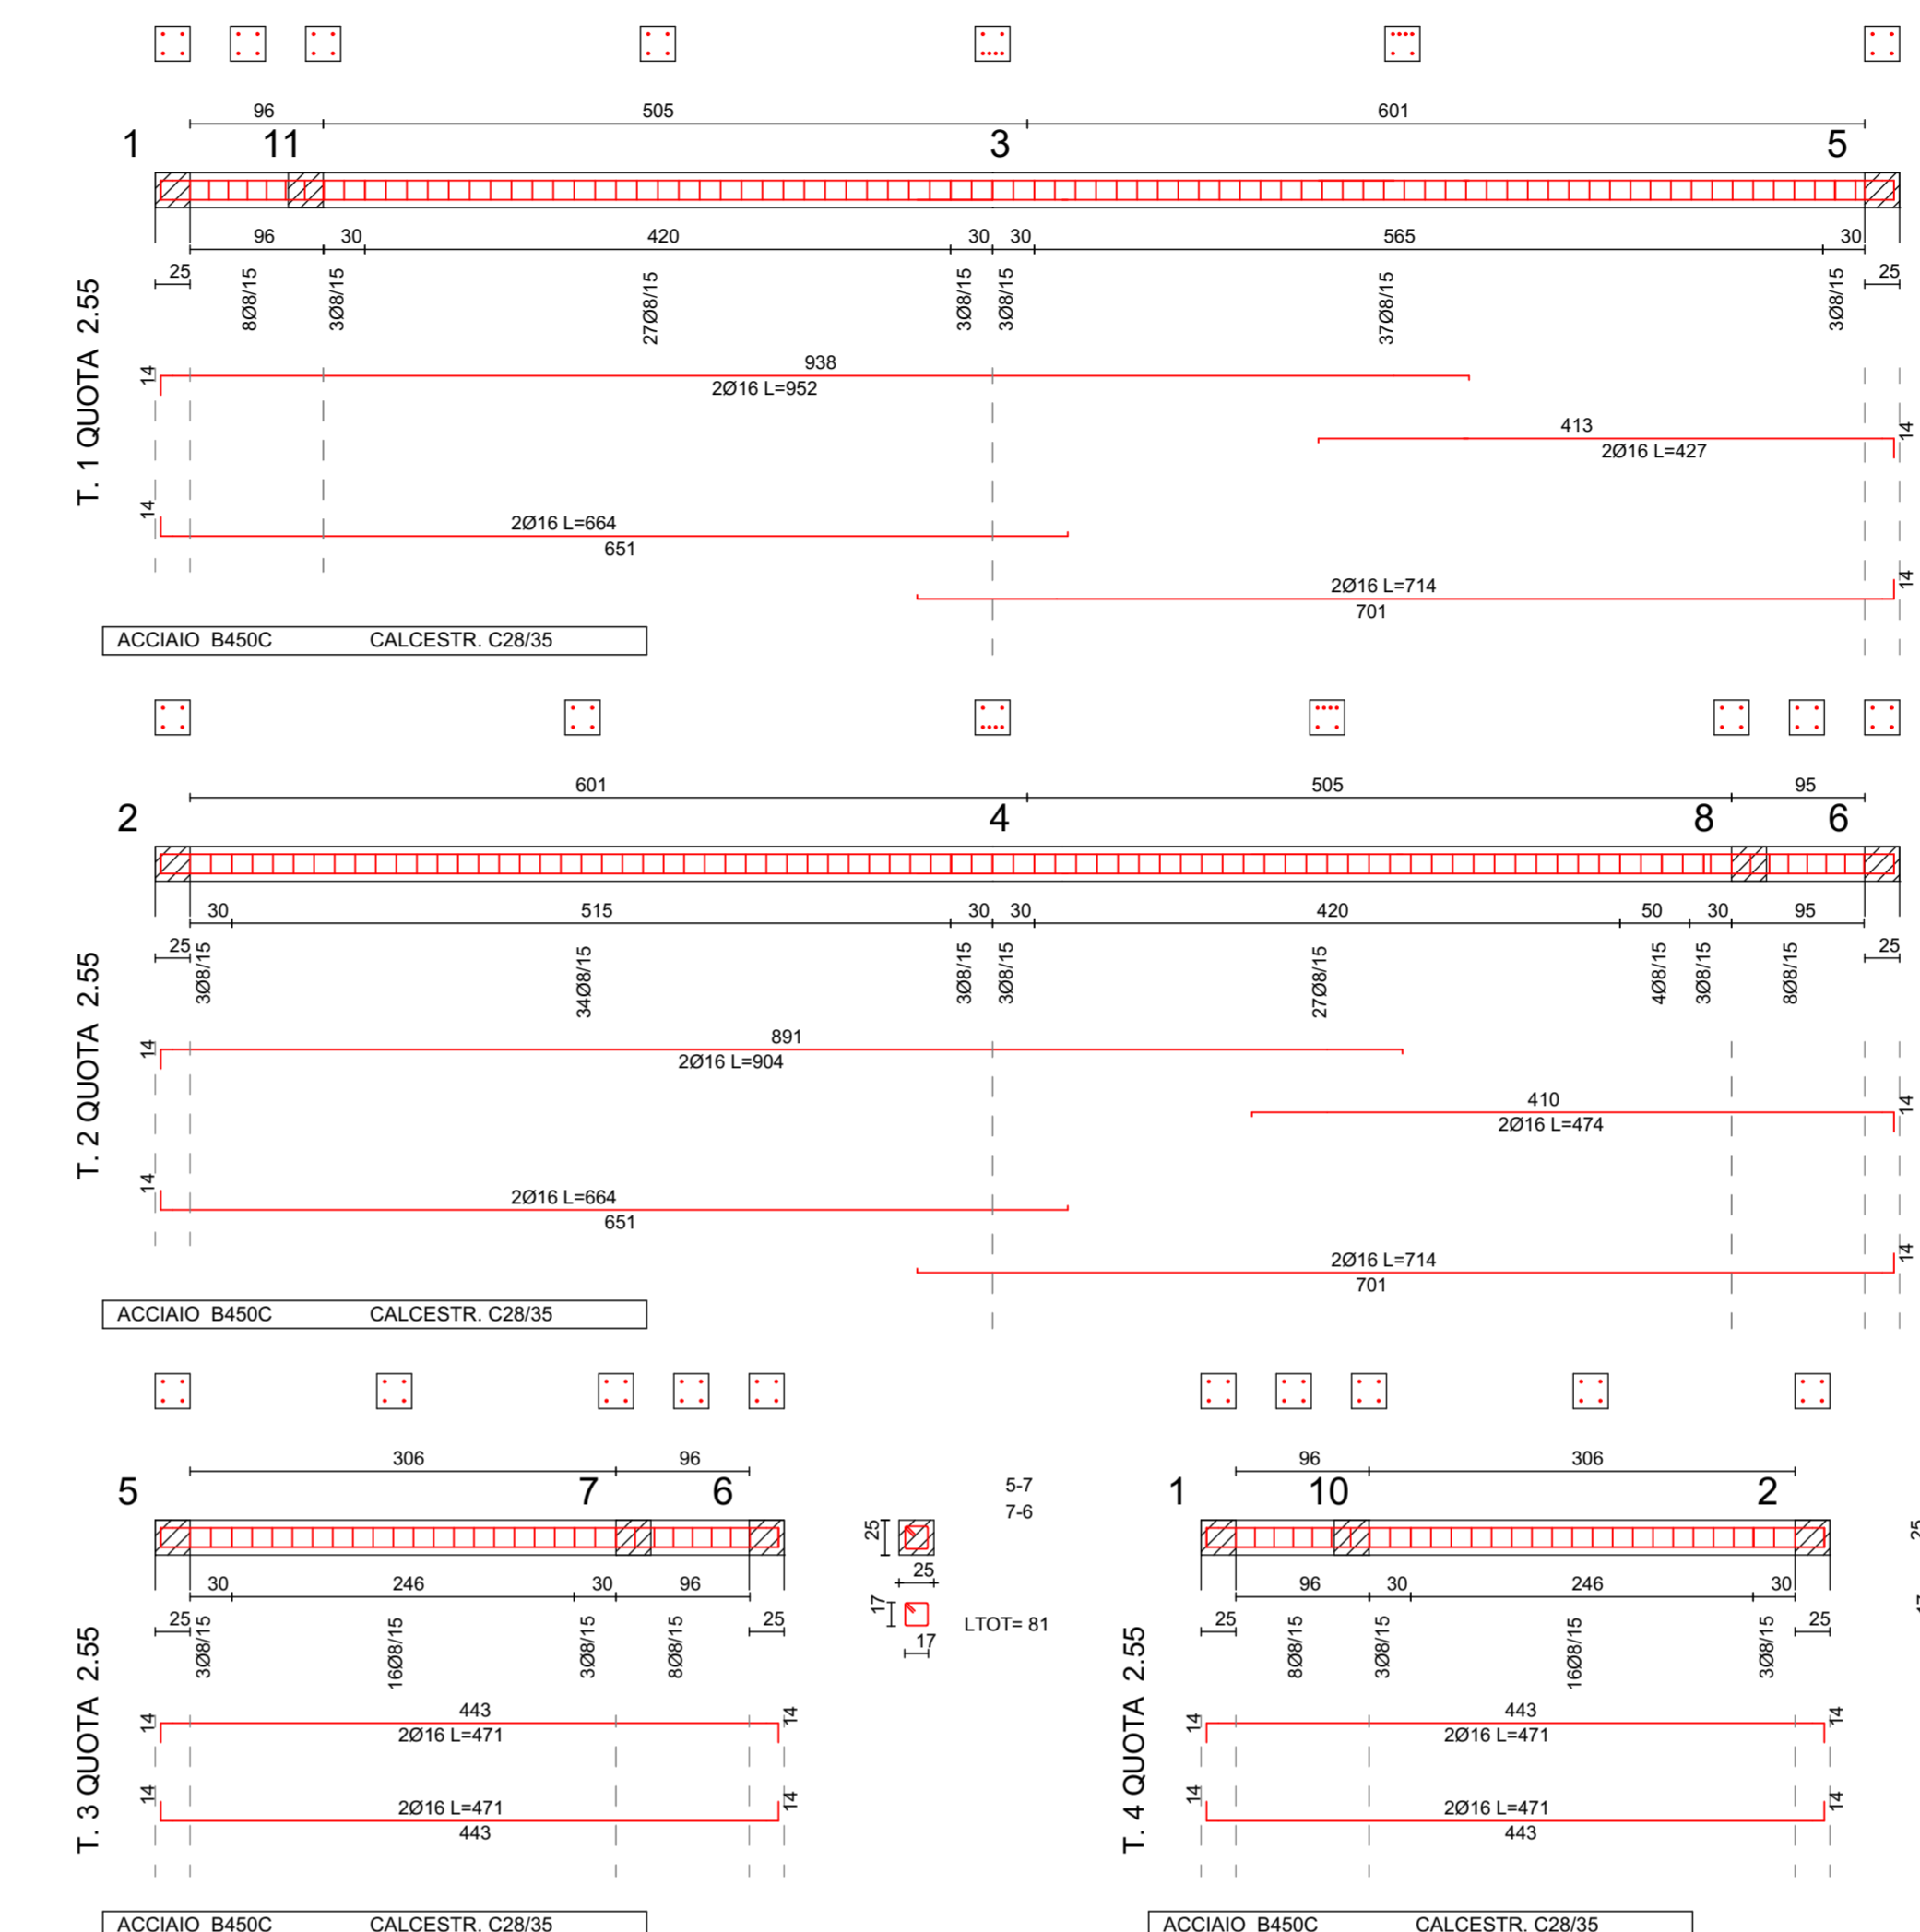 96 505 601
1 11 3 5
96 30 420 30 30 565 30
25 25
8Ø8/15 3Ø8/15 27Ø8/15 3Ø8/15 3Ø8/15 37Ø8/15 3Ø8/15
T. 1 QUOTA 2.55
938
14 2Ø16 L=952
413
2Ø16 L=427 14
14 2Ø16 L=664
651
2Ø16 L=714 14
701
ACCIAIO B450C CALCESTR. C28/35
601 505 95
2 4 8 6
30 515 30 30 420 50 30 95
25 25
3Ø8/15 34Ø8/15 3Ø8/15 3Ø8/15 27Ø8/15 4Ø8/15 3Ø8/15 8Ø8/15
T. 2 QUOTA 2.55
891
14 2Ø16 L=904
410
2Ø16 L=474 14
14 2Ø16 L=664
651
2Ø16 L=714 14
701
ACCIAIO B450C CALCESTR. C28/35
306 96
5 7 6
30 246 30 96
25 25
3Ø8/15 16Ø8/15 3Ø8/15 8Ø8/15
T. 3 QUOTA 2.55
443
14 2Ø16 L=471 14
14 2Ø16 L=471 14
443
ACCIAIO B450C CALCESTR. C28/35
5-7
7-6
25
25
17
LTOT= 81
17
96 306
1 10 2
96 30 246 30
25 25
8Ø8/15 3Ø8/15 16Ø8/15 3Ø8/15
T. 4 QUOTA 2.55
443
14 2Ø16 L=471 14
14 2Ø16 L=471 14
443
ACCIAIO B450C CALCESTR. C28/35